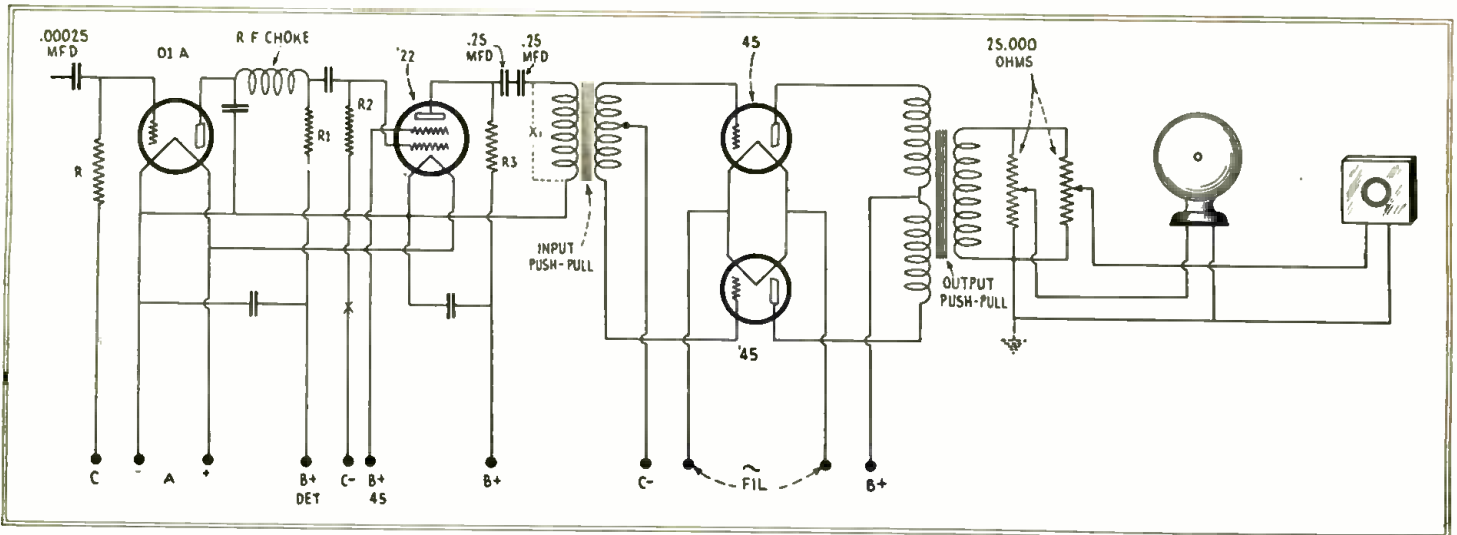 .00025
MFD
01 A
R F CHOKE
'22
.25
MFD
.25
MFD
45
25.000
OHMS
R
R1
R2
R3
X1
INPUT
PUSH-PULL
'45
OUTPUT
PUSH-PULL
C
-
A
+
B+
DET
C-
B+
45
B+
C-
~
FIL
B+